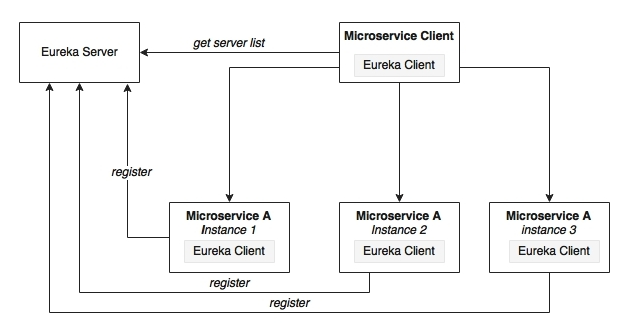 Eureka Server
get server list
Microservice Client
Eureka Client
register
Microservice A
Instance 1
Eureka Client
Microservice A
Instance 2
Eureka Client
Microservice A
instance 3
Eureka Client
register
register